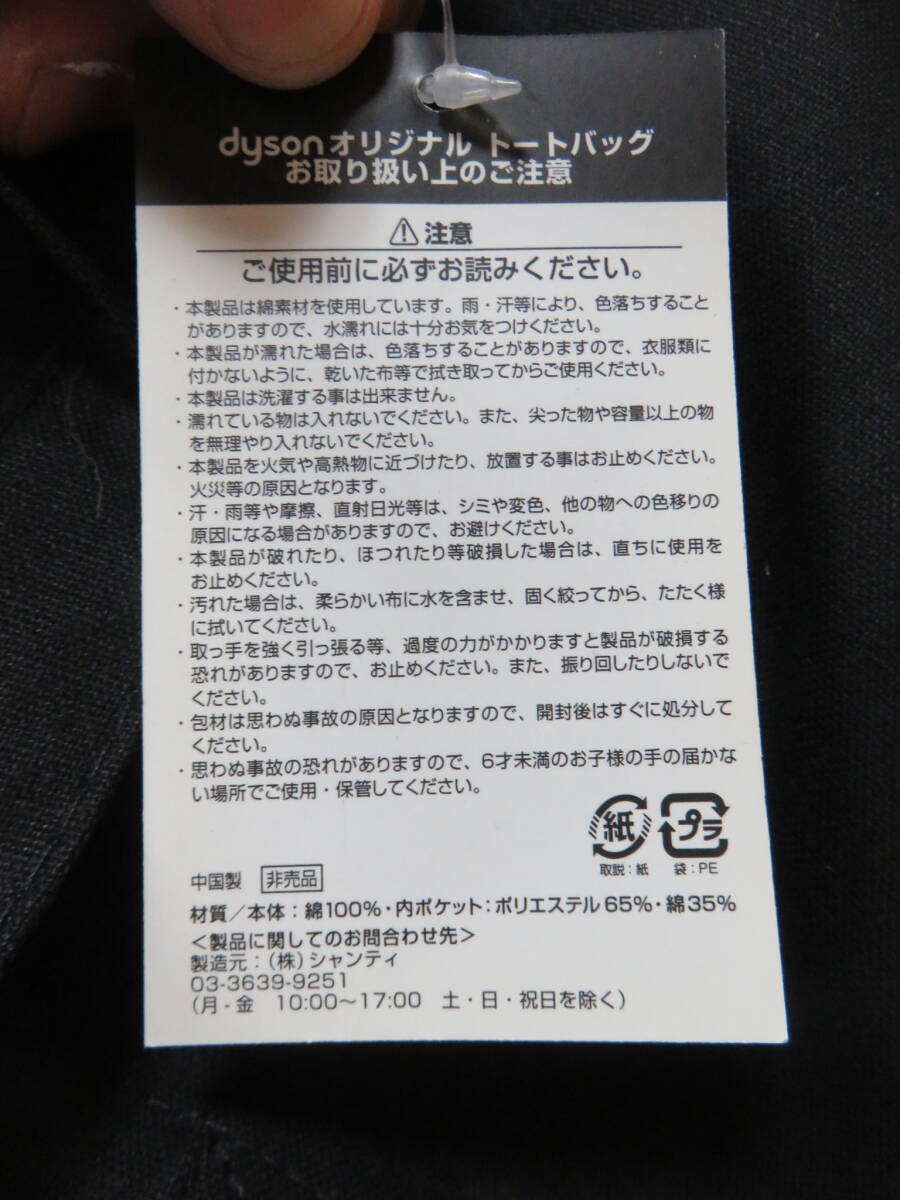 dysonオリジナル トートバッグ
お取り扱い上のご注意
⚠ 注意
ご使用前に必ずお読みください。
・本製品は綿素材を使用しています。雨・汗等により、色落ちすること
がありますので、水濡れには十分お気をつけください。
・本製品が濡れた場合は、色落ちすることがありますので、衣服類に
付かないように、乾いた布等で拭き取ってからご使用ください。
・本製品は洗濯する事は出来ません。
・濡れている物は入れないでください。また、尖った物や容量以上の物
を無理やり入れないでください。
・本製品を火気や高熱物に近づけたり、放置する事はお止めください。
火災等の原因となります。
・汗・雨等や摩擦、直射日光等は、シミや変色、他の物への色移りの
原因になる場合がありますので、お避けください。
・本製品が破れたり、ほつれたり等破損した場合は、直ちに使用を
お止めください。
・汚れた場合は、柔らかい布に水を含ませ、固く絞ってから、たたく様
に拭いてください。
・取っ手を強く引っ張る等、過度の力がかかりますと製品が破損する
恐れがありますので、お止めください。また、振り回したりしないで
ください。
・包材は思わぬ事故の原因となりますので、開封後はすぐに処分して
ください。
・思わぬ事故の恐れがありますので、6才未満のお子様の手の届かな
い場所でご使用・保管してください。
紙 プラ
取説：紙 袋：PE
中国製 非売品
材質／本体：綿100%・内ポケット：ポリエステル65%・綿35%
＜製品に関してのお問合わせ先＞
製造元：（株）シャンティ
03-3639-9251
（月-金 10:00〜17:00 土・日・祝日を除く）